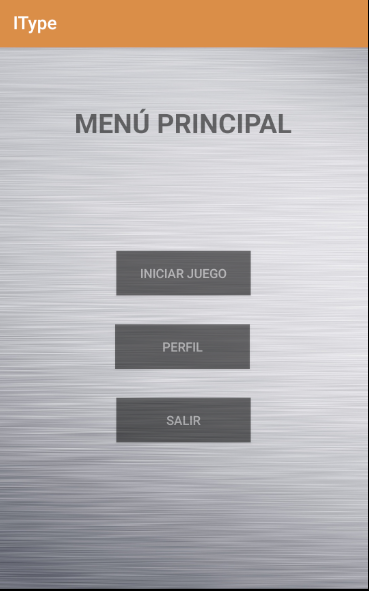 IType
MENÚ PRINCIPAL
INICIAR JUEGO
PERFIL
SALIR